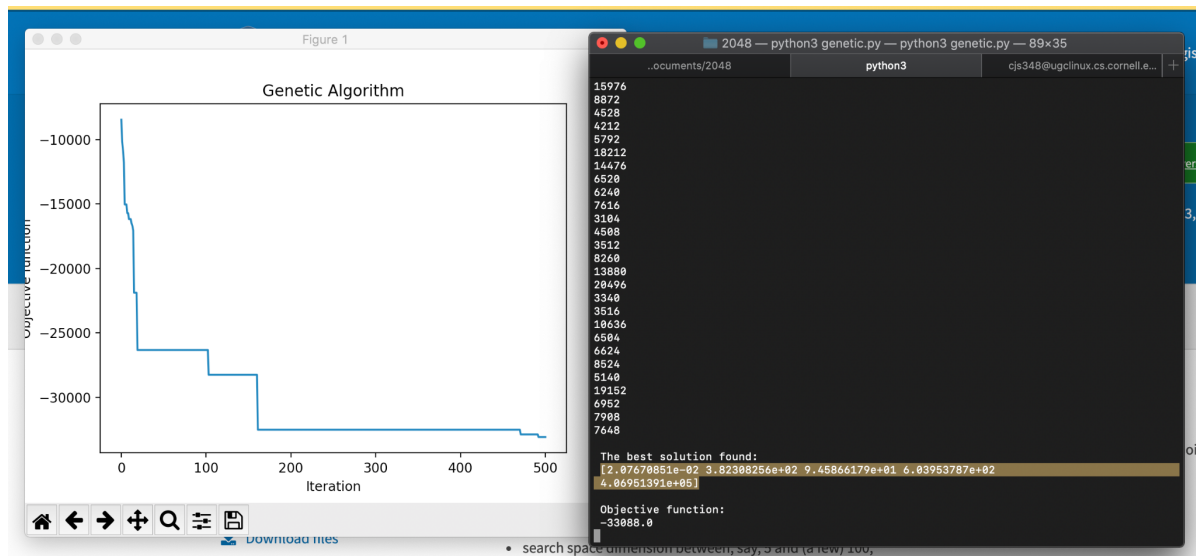 Figure 1
Genetic Algorithm
−10000
−15000
−20000
−25000
−30000
Objective function
0 100 200 300 400 500
Iteration
Download files
2048 — python3 genetic.py — python3 genetic.py — 89×35
..ocuments/2048 python3 cjs348@ugclinux.cs.cornell.e... +
15976
8872
4528
4212
5792
18212
14476
6520
6240
7616
3104
4508
3512
8260
13880
20496
3340
3516
10636
6504
6624
8524
5140
19152
6952
7908
7648
The best solution found:
[2.07670851e-02 3.82308256e+02 9.45866179e+01 6.03953787e+02
4.06951391e+05]
Objective function:
-33088.0
• search space dimension between, say, 5 and (a few) 100,